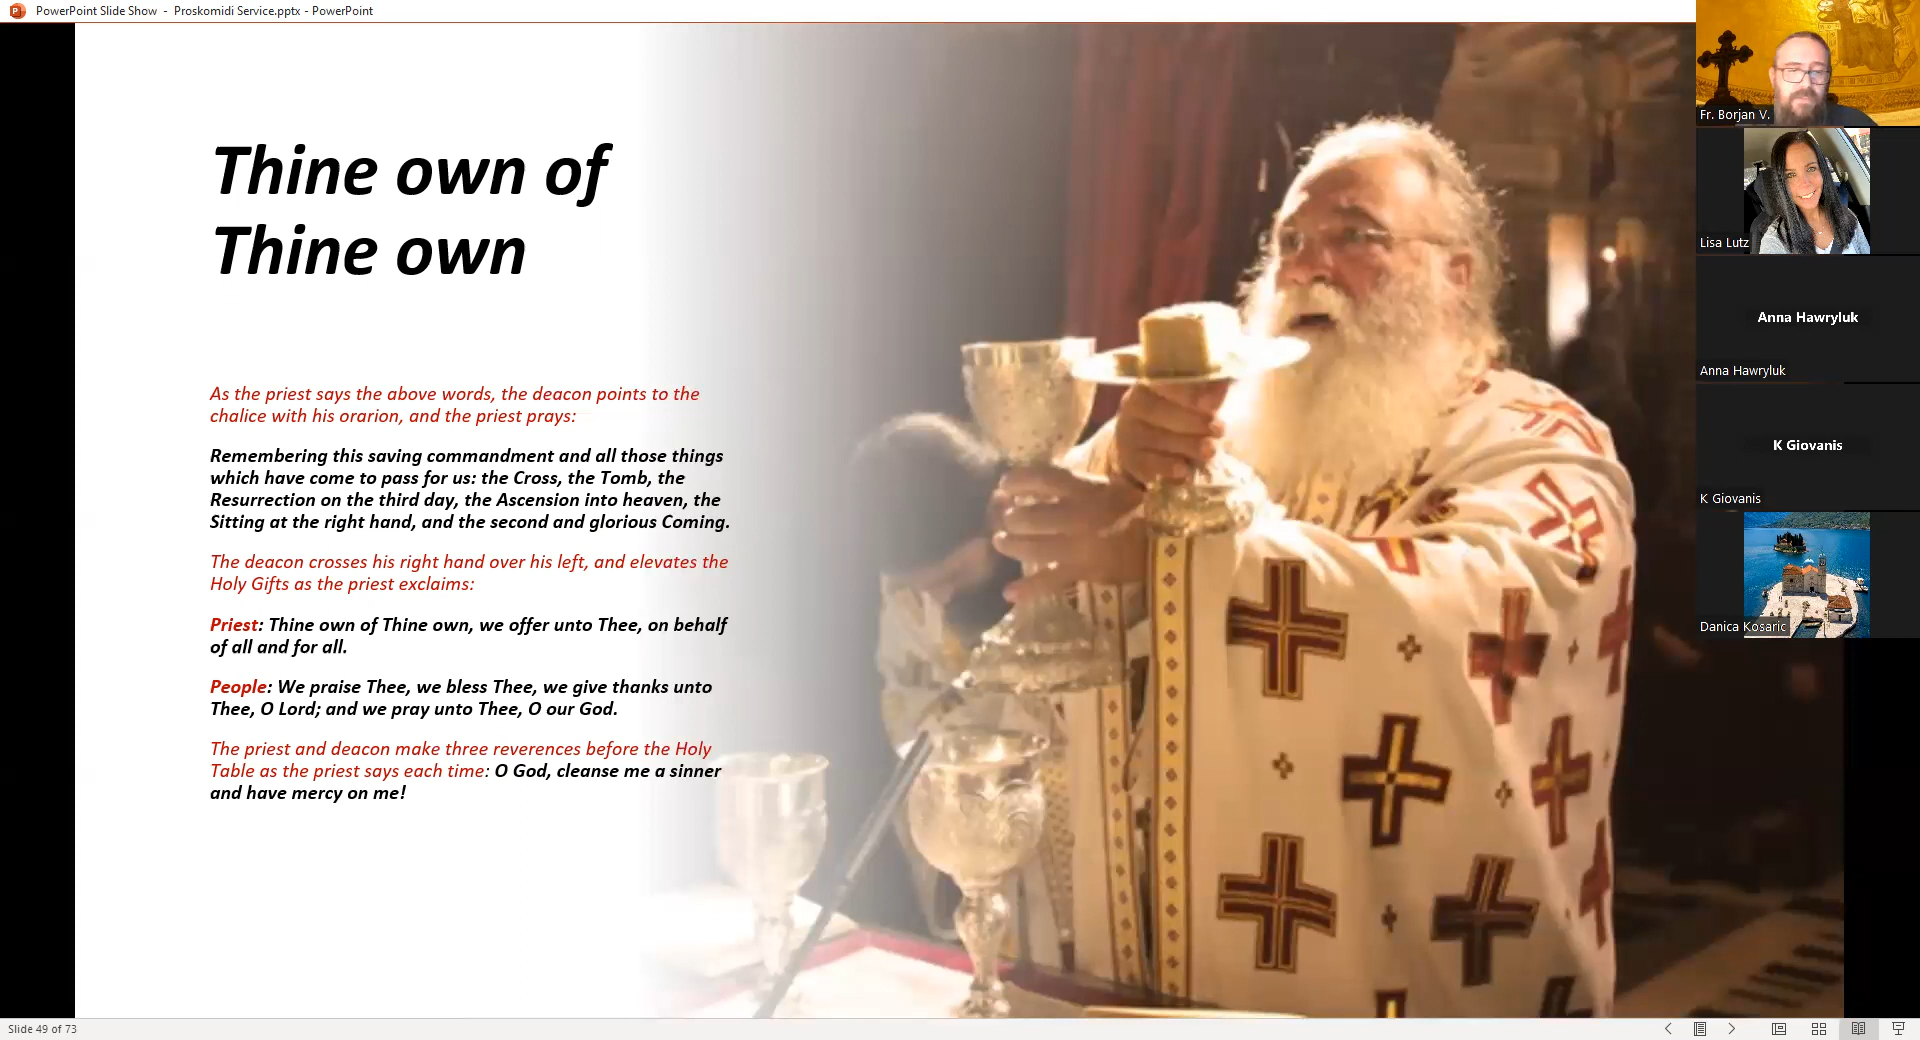 PowerPoint Slide Show - Proskomidi Service.pptx - PowerPoint
Thine own of
Thine own
As the priest says the above words, the deacon points to the
chalice with his orarion, and the priest prays:
Remembering this saving commandment and all those things
which have come to pass for us: the Cross, the Tomb, the
Resurrection on the third day, the Ascension into heaven, the
Sitting at the right hand, and the second and glorious Coming.
The deacon crosses his right hand over his left, and elevates the
Holy Gifts as the priest exclaims:
Priest: Thine own of Thine own, we offer unto Thee, on behalf
of all and for all.
People: We praise Thee, we bless Thee, we give thanks unto
Thee, O Lord; and we pray unto Thee, O our God.
The priest and deacon make three reverences before the Holy
Table as the priest says each time: O God, cleanse me a sinner
and have mercy on me!
Fr. Borjan V.
Lisa Lutz
Anna Hawryluk
Anna Hawryluk
K Giovanis
K Giovanis
Danica Kosaric
Slide 49 of 73